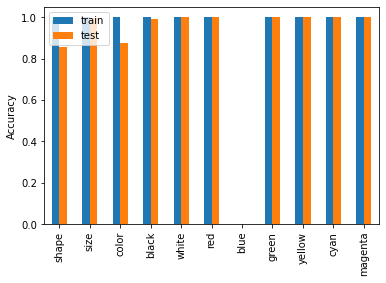 train
test
Accuracy
1.0
0.8
0.6
0.4
0.2
0.0
shape
size
color
black
white
red
blue
green
yellow
cyan
magenta